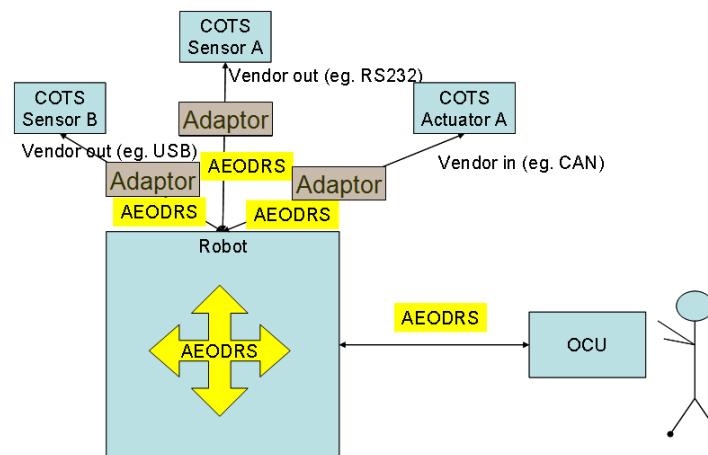 COTS
Sensor A
Vendor out (eg. RS232)
COTS
Sensor B
Adaptor
COTS
Actuator A
Vendor out (eg. USB)
AEODRS
Vendor in (eg. CAN)
Adaptor
Adaptor
AEODRS
AEODRS
Robot
AEODRS
AEODRS
OCU